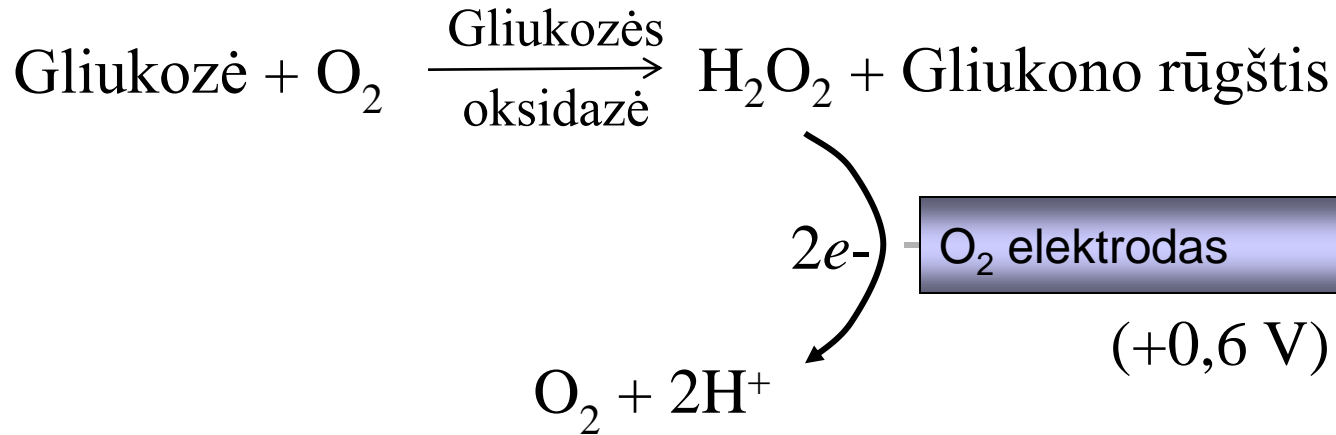 Gliukozės
Gliukozė + O₂ → H₂O₂ + Gliukono rūgštis
oksidazė
2e-
O₂ elektrodas
(+0,6 V)
O₂ + 2H⁺